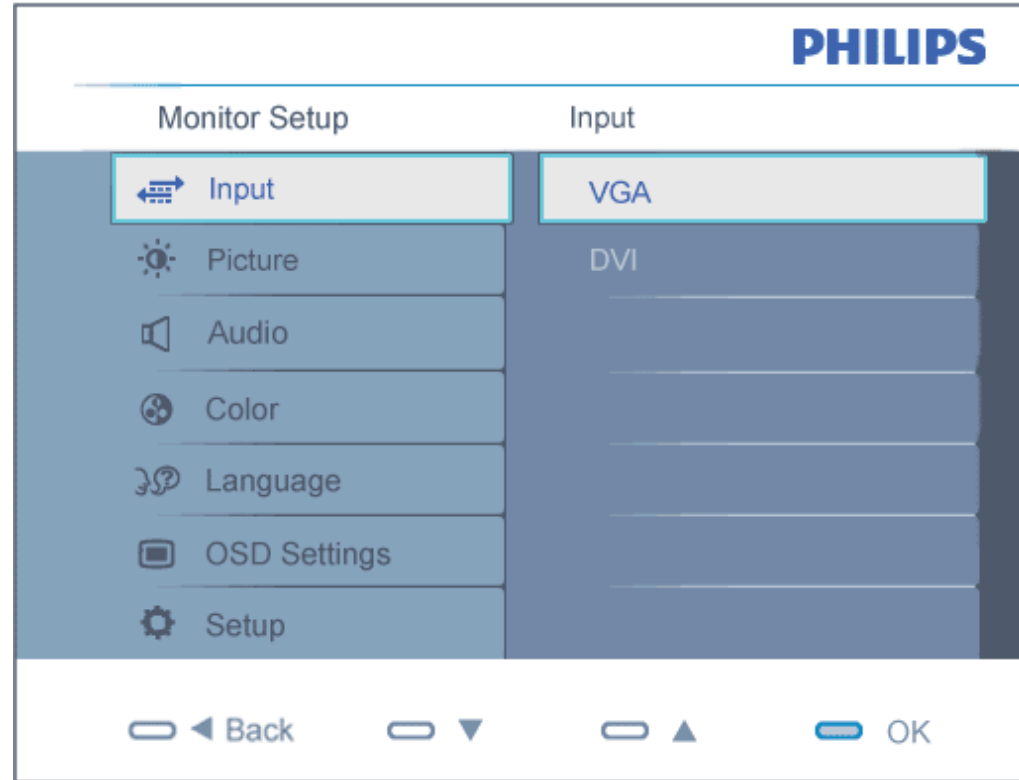 PHILIPS
Monitor Setup
Input
Input
VGA
Picture
DVI
Audio
Color
Language
OSD Settings
Setup
Back
OK